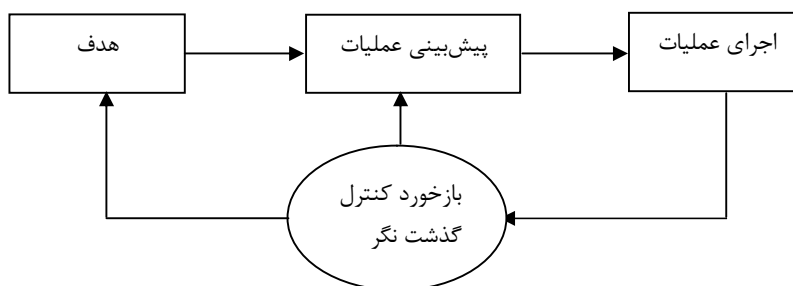 هدف
پیش‌بینی عملیات
اجرای عملیات
بازخورد کنترل
گذشت نگر